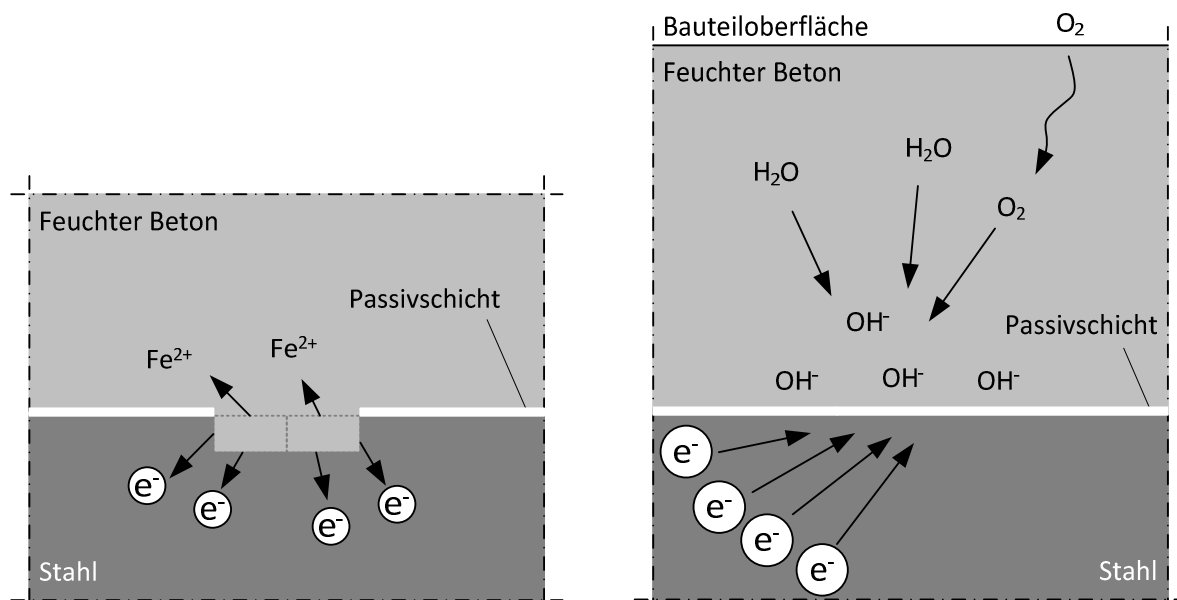 Feuchter Beton
Passivschicht
Fe²⁺
Fe²⁺
e⁻
e⁻
e⁻
e⁻
Stahl
Bauteiloberfläche
O₂
Feuchter Beton
H₂O
H₂O
O₂
OH⁻
Passivschicht
OH⁻
OH⁻
OH⁻
e⁻
e⁻
e⁻
e⁻
Stahl